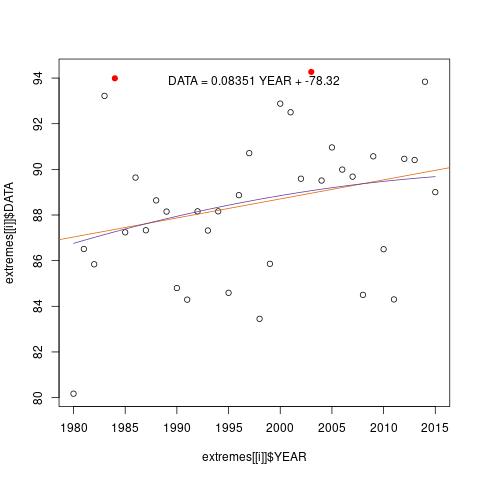 DATA = 0.08351 YEAR + -78.32
94
92
90
88
86
84
82
80
extremes[[i]]$DATA
1980 1985 1990 1995 2000 2005 2010 2015
extremes[[i]]$YEAR